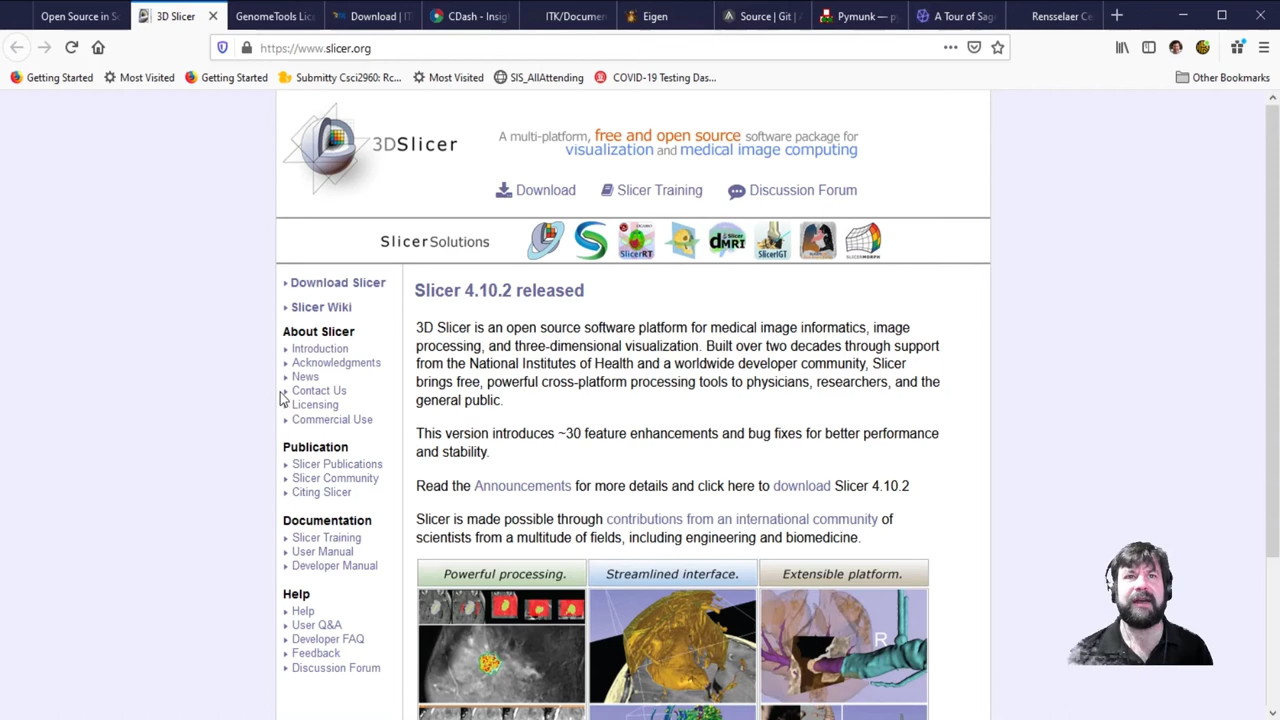 Open Source in Sc
3D Slicer
GenomeTools Lice
Download | IT
CDash - Insigh
ITK/Document
Eigen
Source | Git |
Pymunk — py
A Tour of Sage
Rensselaer Ce
https://www.slicer.org
Getting Started
Most Visited
Getting Started
Submitty Csci2960: Rc...
Most Visited
SIS_AllAttending
COVID-19 Testing Das...
Other Bookmarks
3DSlicer
A multi-platform, free and open source software package for
visualization and medical image computing
Download
Slicer Training
Discussion Forum
SlicerSolutions
SlicerRT
dMRI
SlicerIGT
SLICERMORPH
Download Slicer
Slicer Wiki
About Slicer
Introduction
Acknowledgments
News
Contact Us
Licensing
Commercial Use
Publication
Slicer Publications
Slicer Community
Citing Slicer
Documentation
Slicer Training
User Manual
Developer Manual
Help
Help
User Q&A
Developer FAQ
Feedback
Discussion Forum
Slicer 4.10.2 released
3D Slicer is an open source software platform for medical image informatics, image
processing, and three-dimensional visualization. Built over two decades through support
from the National Institutes of Health and a worldwide developer community, Slicer
brings free, powerful cross-platform processing tools to physicians, researchers, and the
general public.
This version introduces ~30 feature enhancements and bug fixes for better performance
and stability.
Read the Announcements for more details and click here to download Slicer 4.10.2
Slicer is made possible through contributions from an international community of
scientists from a multitude of fields, including engineering and biomedicine.
Powerful processing.
Streamlined interface.
Extensible platform.
R